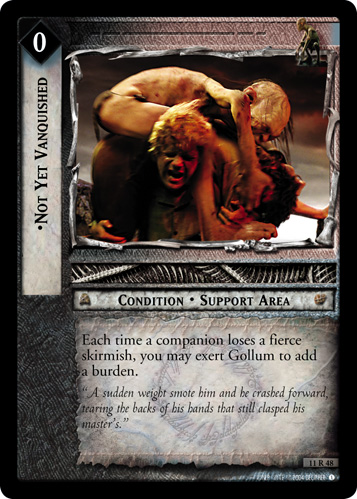 0
•Not Yet Vanquished
Condition • Support Area
Each time a companion loses a fierce
skirmish, you may exert Gollum to add
a burden.
“A sudden weight smote him and he crashed forward,
tearing the backs of his hands that still clasped his
master’s.”
11 R 48